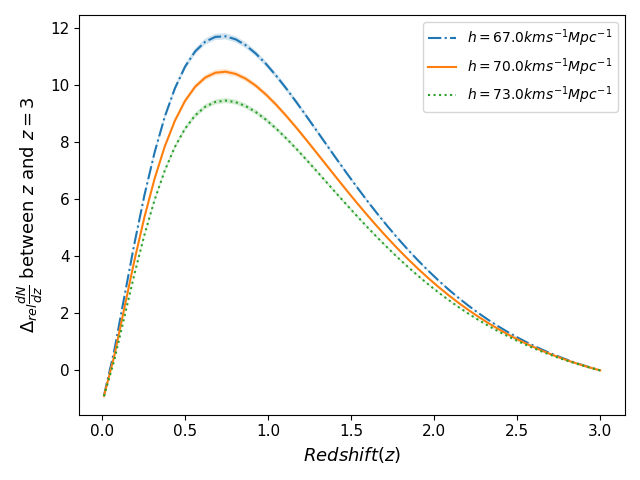 h = 67.0kms⁻¹Mpc⁻¹
h = 70.0kms⁻¹Mpc⁻¹
h = 73.0kms⁻¹Mpc⁻¹
Δ_rel dN/dz between z and z = 3
12
10
8
6
4
2
0
0.0 0.5 1.0 1.5 2.0 2.5 3.0
Redshift(z)